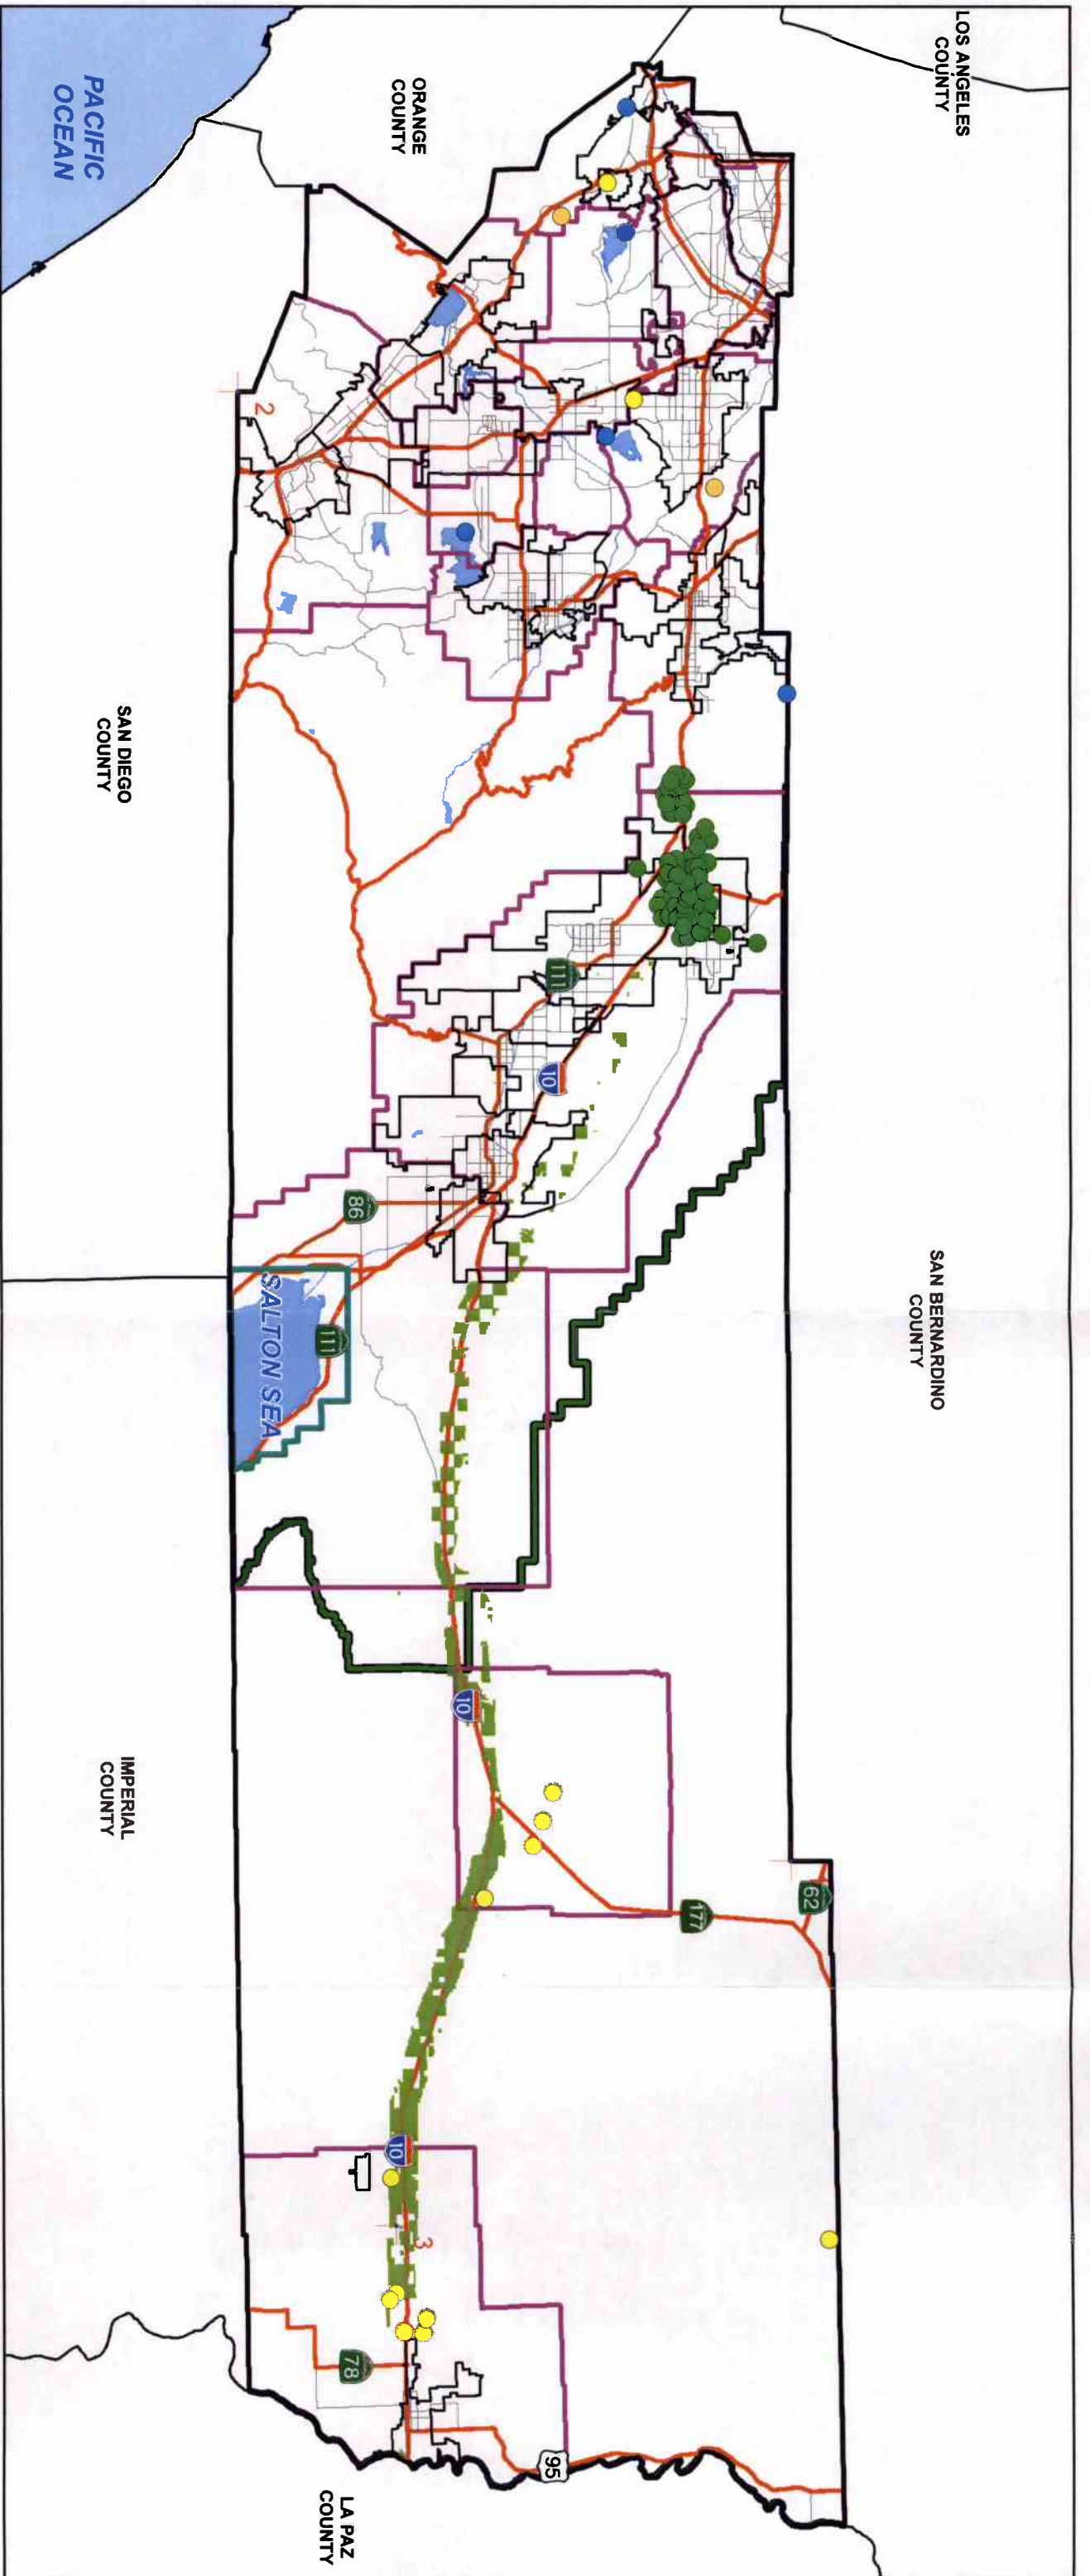 LOS ANGELES
COUNTY
ORANGE
COUNTY
PACIFIC
OCEAN
2
SAN DIEGO
COUNTY
111
10
86
SALTON SEA
111
SAN BERNARDINO
COUNTY
10
IMPERIAL
COUNTY
177
62
10
3
78
95
LA PAZ
COUNTY